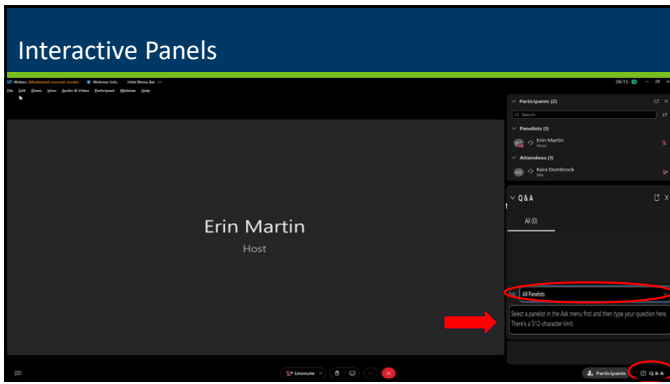 Interactive Panels
Webex Webinar Info Hide Menu Bar
File Edit Share View Audio & Video Participant Webinar Help
Participants (2)
Search
Panelists (1)
Erin Martin
Host
Attendees (1)
Kara Dombrock
Me
Q & A
All (0)
Erin Martin
Host
Ask: All Panelists
Select a panelist in the Ask menu first and then type your question here.
There's a 512-character limit.
Unmute
Participants
Q & A